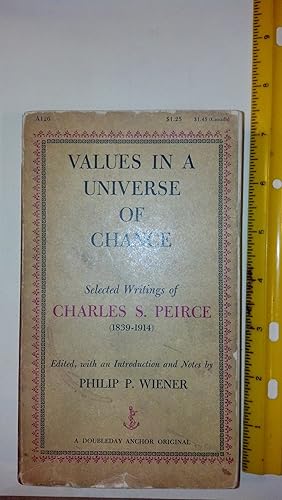 A126 $1.25 $1.45 (Canada)
VALUES IN A
UNIVERSE
OF
CHANCE
Selected Writings of
CHARLES S. PEIRCE
(1839-1914)
Edited, with an Introduction and Notes by
PHILIP P. WIENER
A DOUBLEDAY ANCHOR ORIGINAL